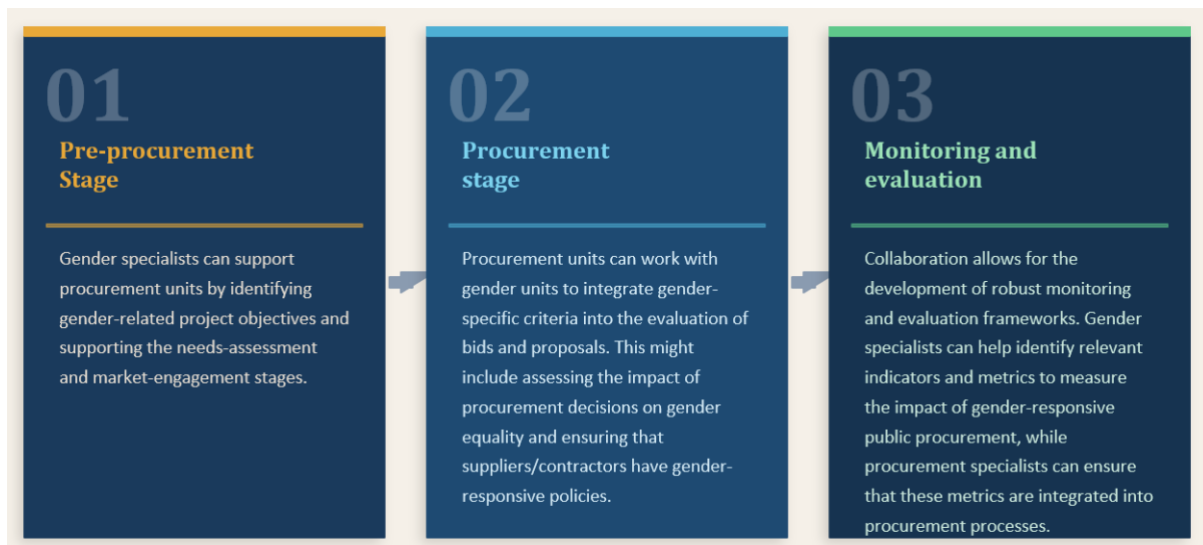 01
Pre-procurement
Stage
Gender specialists can support
procurement units by identifying
gender-related project objectives and
supporting the needs-assessment
and market-engagement stages.
02
Procurement
stage
Procurement units can work with
gender units to integrate gender-
specific criteria into the evaluation of
bids and proposals. This might
include assessing the impact of
procurement decisions on gender
equality and ensuring that
suppliers/contractors have gender-
responsive policies.
03
Monitoring and
evaluation
Collaboration allows for the
development of robust monitoring
and evaluation frameworks. Gender
specialists can help identify relevant
indicators and metrics to measure
the impact of gender-responsive
public procurement, while
procurement specialists can ensure
that these metrics are integrated into
procurement processes.